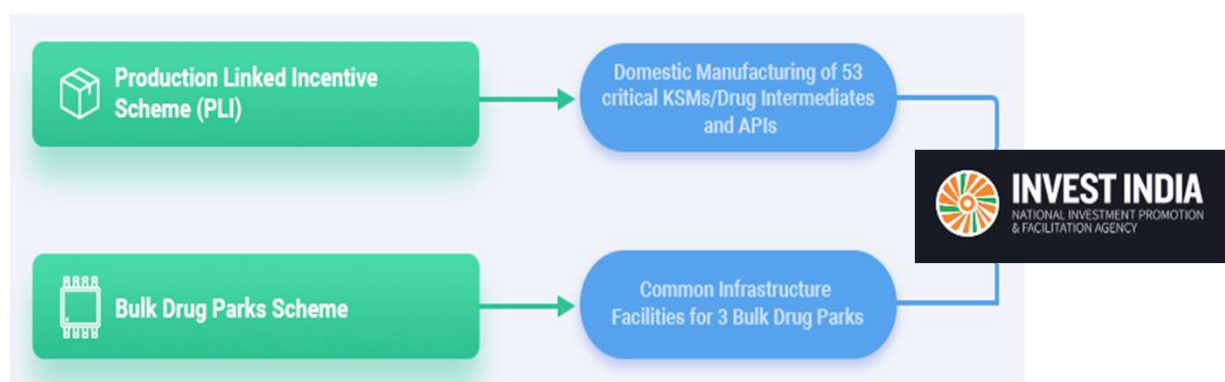 Production Linked Incentive
Scheme (PLI)
Domestic Manufacturing of 53
critical KSMs/Drug Intermediates
and APIs
INVEST INDIA
NATIONAL INVESTMENT PROMOTION
& FACILITATION AGENCY
Bulk Drug Parks Scheme
Common Infrastructure
Facilities for 3 Bulk Drug Parks